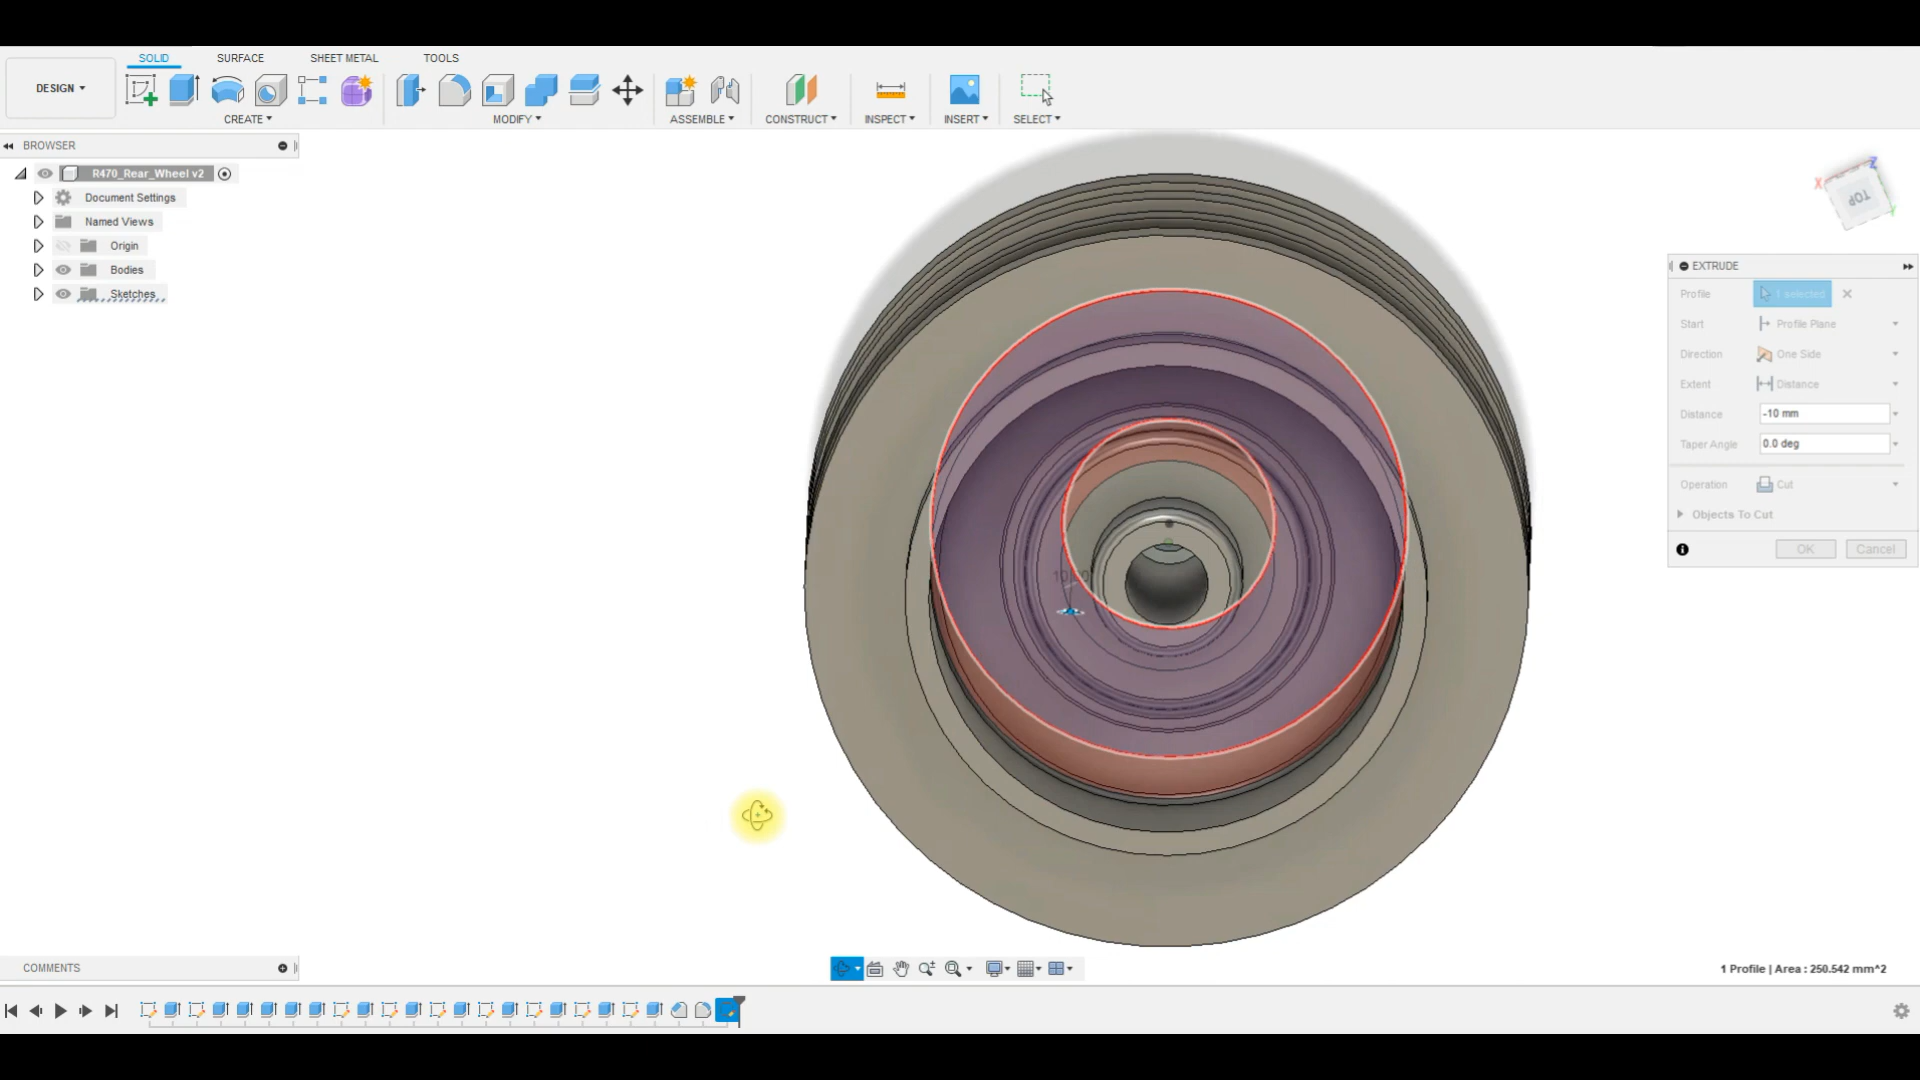 SOLID SURFACE SHEET METAL TOOLS
DESIGN
CREATE MODIFY ASSEMBLE CONSTRUCT INSPECT INSERT SELECT
BROWSER
R470_Rear_Wheel v2
Document Settings
Named Views
Origin
Bodies
Sketches
TOP
X
Z
Y
EXTRUDE
Profile 1 selected
Start Profile Plane
Direction One Side
Extent Distance
Distance -10 mm
Taper Angle 0.0 deg
Operation Cut
Objects To Cut
OK Cancel
COMMENTS
1 Profile | Area : 250.542 mm^2